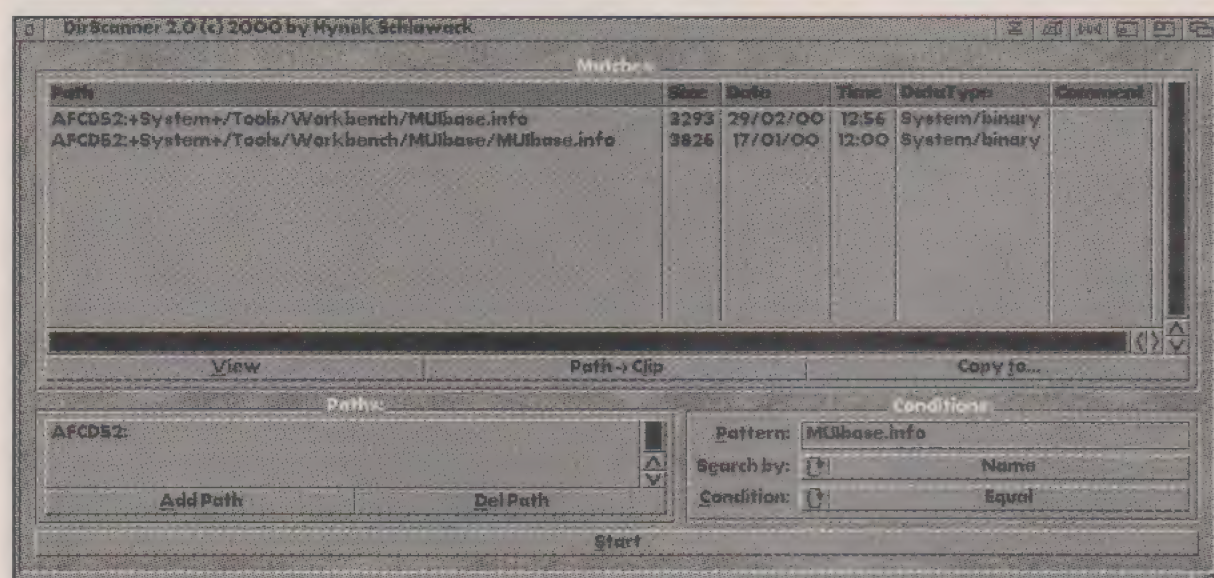 DirScanner 2.0 (c) 2000 by Hynek Schlawack
Matches
Path Size Date Time DataType Comment
AFCD52:+System+/Tools/Workbench/MUIbase.info 3293 29/02/00 12:56 System/binary
AFCD52:+System+/Tools/Workbench/MUIbase/MUIbase.info 3826 17/01/00 12:00 System/binary
View Path->Clip Copy to...
Paths
AFCD52:
Add Path Del Path
Conditions
Pattern: MUIbase.info
Search by: Name
Condition: Equal
Start